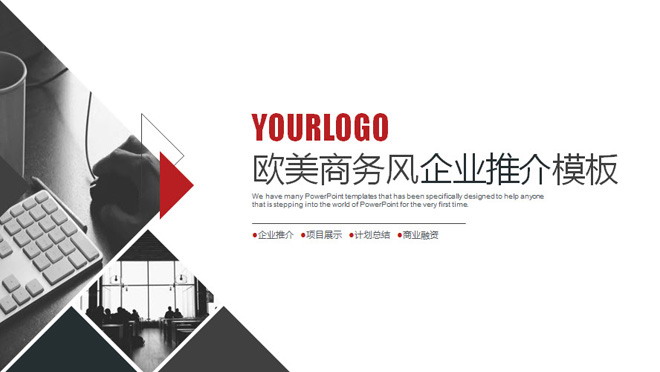 YOURLOGO
欧美商务风企业推介模板
We have many PowerPoint templates that has been specifically designed to help anyone
that is stepping into the world of PowerPoint for the very first time.
●企业推介 ●项目展示 ●计划总结 ●商业融资